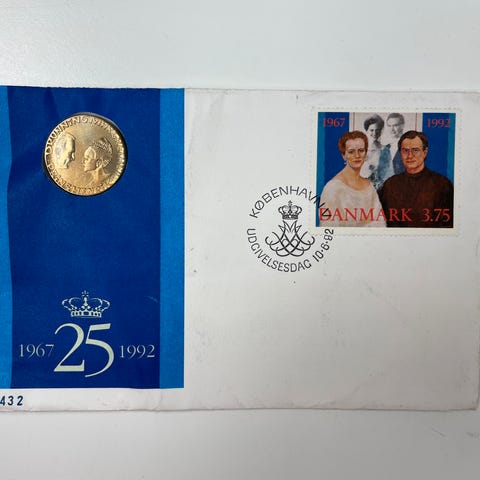 1967 1992
DANMARK 3.75
KØBENHAVN
UDGIVELSESDAG 10-6-92
1967 25 1992
432